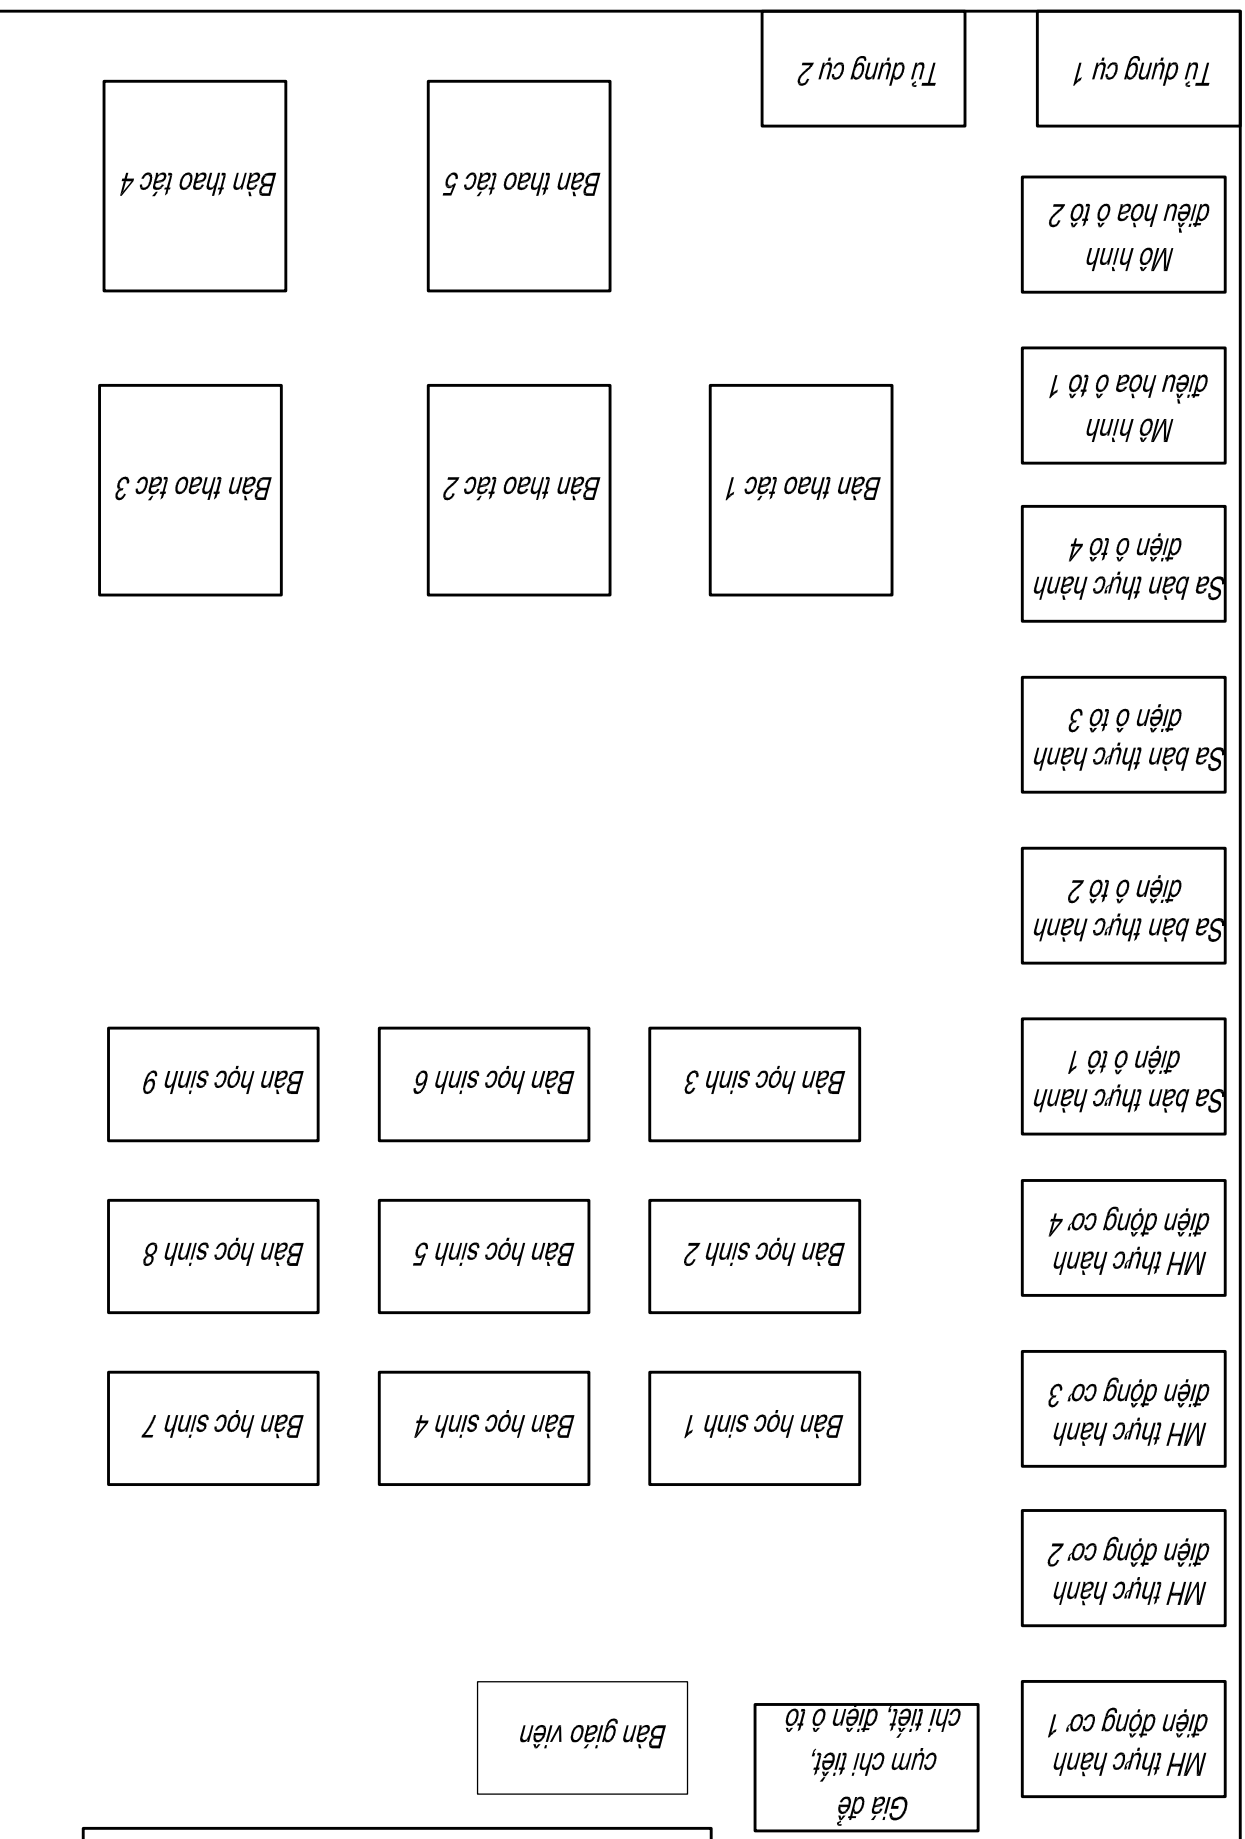 MH thực hành
điện động cơ 1
Giá để
cụm chi tiết,
chi tiết, điện ô tô
Bàn giáo viên
MH thực hành
điện động cơ 2
MH thực hành
điện động cơ 3
Bàn học sinh 1
Bàn học sinh 4
Bàn học sinh 7
MH thực hành
điện động cơ 4
Bàn học sinh 2
Bàn học sinh 5
Bàn học sinh 8
Sa bàn thực hành
điện ô tô 1
Bàn học sinh 3
Bàn học sinh 6
Bàn học sinh 9
Sa bàn thực hành
điện ô tô 2
Sa bàn thực hành
điện ô tô 3
Sa bàn thực hành
điện ô tô 4
Bàn thao tác 1
Bàn thao tác 2
Bàn thao tác 3
Mô hình
điều hòa ô tô 1
Mô hình
điều hòa ô tô 2
Bàn thao tác 5
Bàn thao tác 4
Tủ dụng cụ 1
Tủ dụng cụ 2